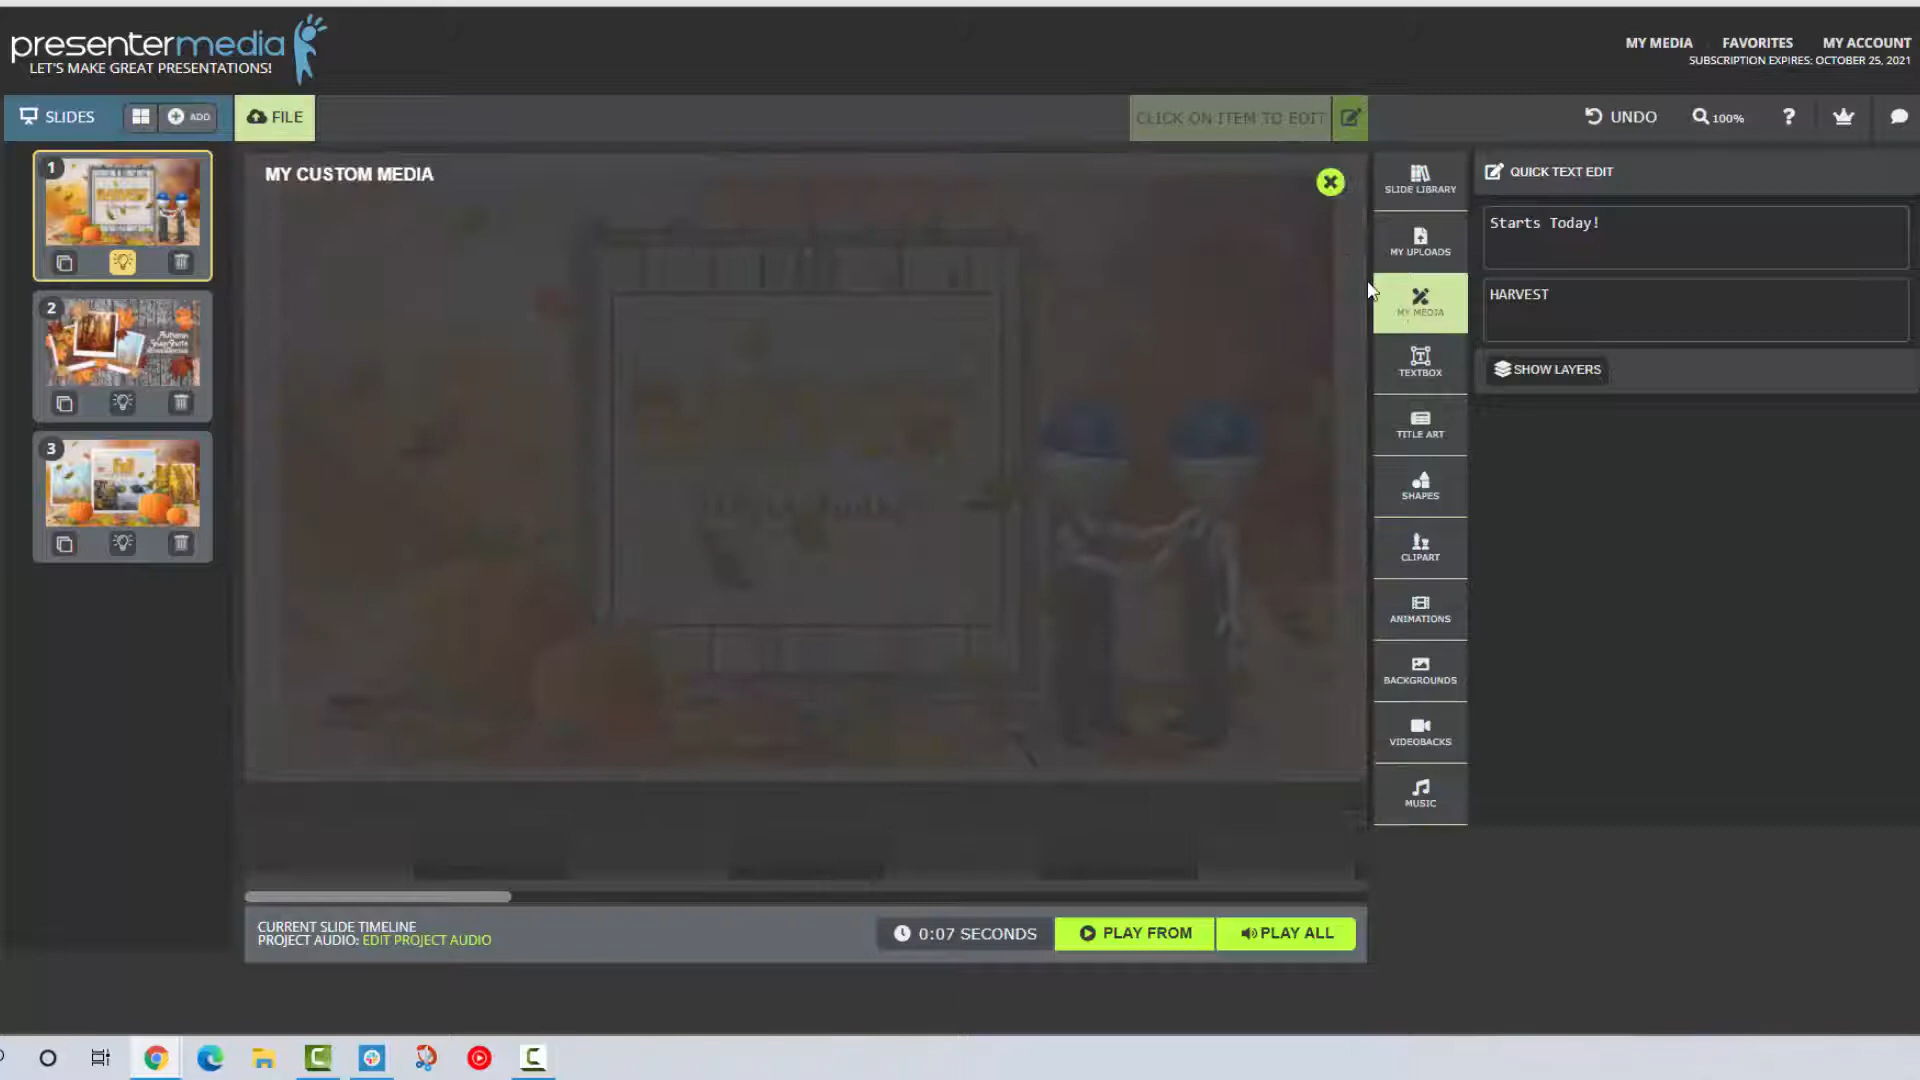 presentermedia
LET'S MAKE GREAT PRESENTATIONS!
MY MEDIA FAVORITES MY ACCOUNT
SUBSCRIPTION EXPIRES: OCTOBER 25, 2021
SLIDES ADD FILE CLICK ON ITEM TO EDIT UNDO 100% ?
1
2
3
MY CUSTOM MEDIA
SLIDE LIBRARY
MY UPLOADS
MY MEDIA
TEXTBOX
TITLE ART
SHAPES
CLIPART
ANIMATIONS
BACKGROUNDS
VIDEOBACKS
MUSIC
QUICK TEXT EDIT
Starts Today!
HARVEST
SHOW LAYERS
CURRENT SLIDE TIMELINE
PROJECT AUDIO: EDIT PROJECT AUDIO
0:07 SECONDS PLAY FROM PLAY ALL